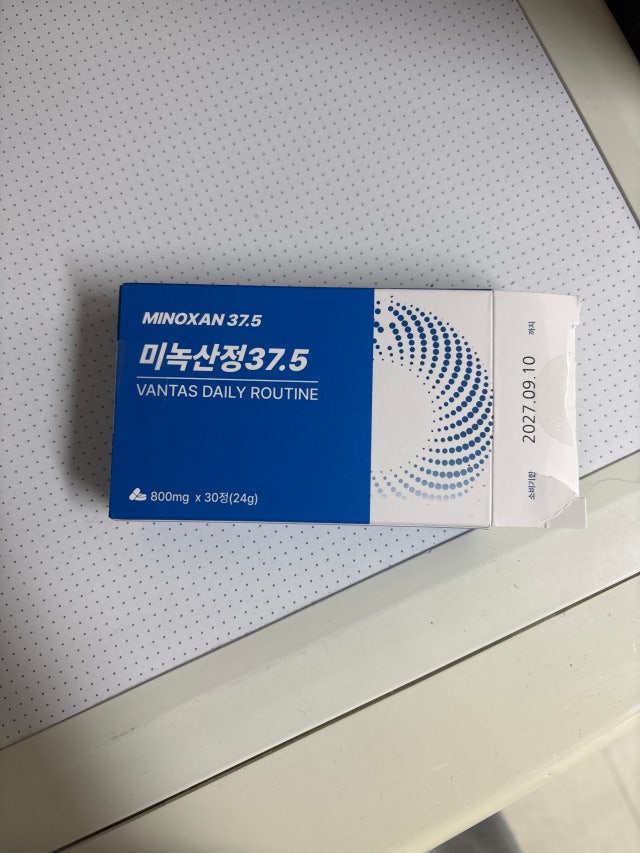 MINOXAN 37.5
미녹산정37.5
VANTAS DAILY ROUTINE
800mg x 30정(24g)
소비기한 2027.09.10 까지